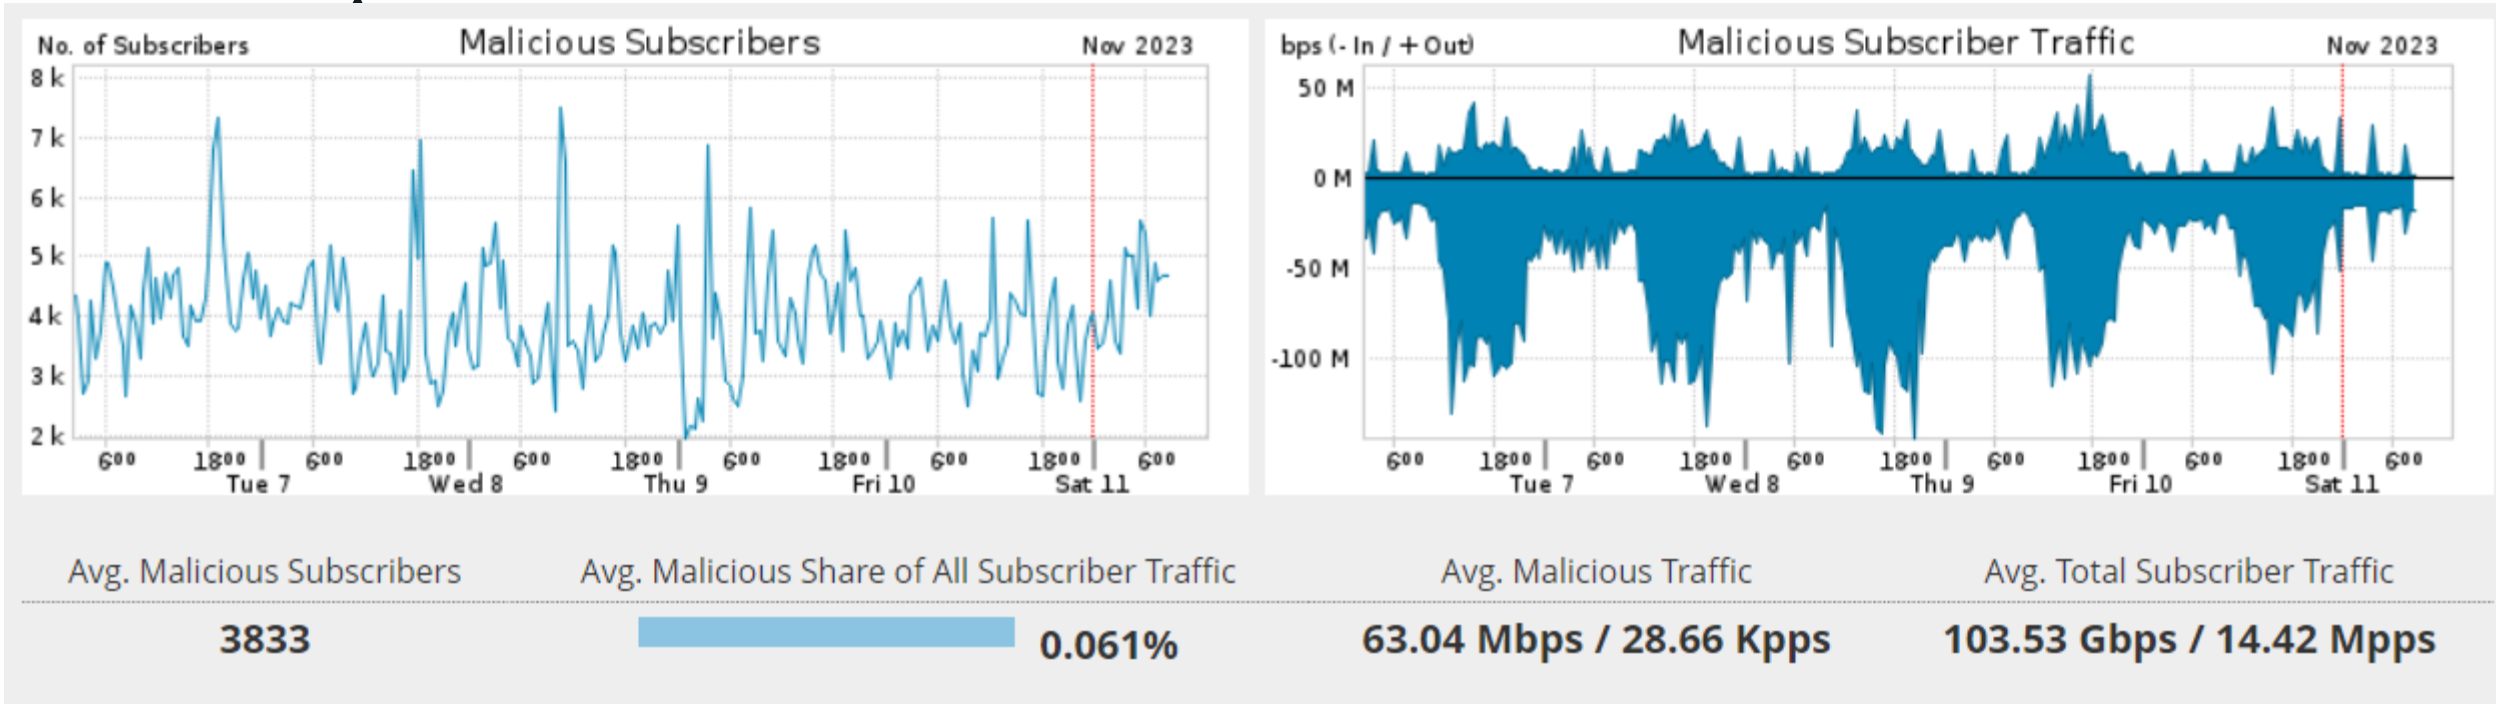 No. of Subscribers Malicious Subscribers Nov 2023
8 k
7 k
6 k
5 k
4 k
3 k
2 k
6⁰⁰ 18⁰⁰ 6⁰⁰ 18⁰⁰ 6⁰⁰ 18⁰⁰ 6⁰⁰ 18⁰⁰ 6⁰⁰ 18⁰⁰ 6⁰⁰
Tue 7 Wed 8 Thu 9 Fri 10 Sat 11
bps (- In / + Out) Malicious Subscriber Traffic Nov 2023
50 M
0 M
-50 M
-100 M
6⁰⁰ 18⁰⁰ 6⁰⁰ 18⁰⁰ 6⁰⁰ 18⁰⁰ 6⁰⁰ 18⁰⁰ 6⁰⁰ 18⁰⁰ 6⁰⁰
Tue 7 Wed 8 Thu 9 Fri 10 Sat 11
Avg. Malicious Subscribers Avg. Malicious Share of All Subscriber Traffic Avg. Malicious Traffic Avg. Total Subscriber Traffic
3833 0.061% 63.04 Mbps / 28.66 Kpps 103.53 Gbps / 14.42 Mpps